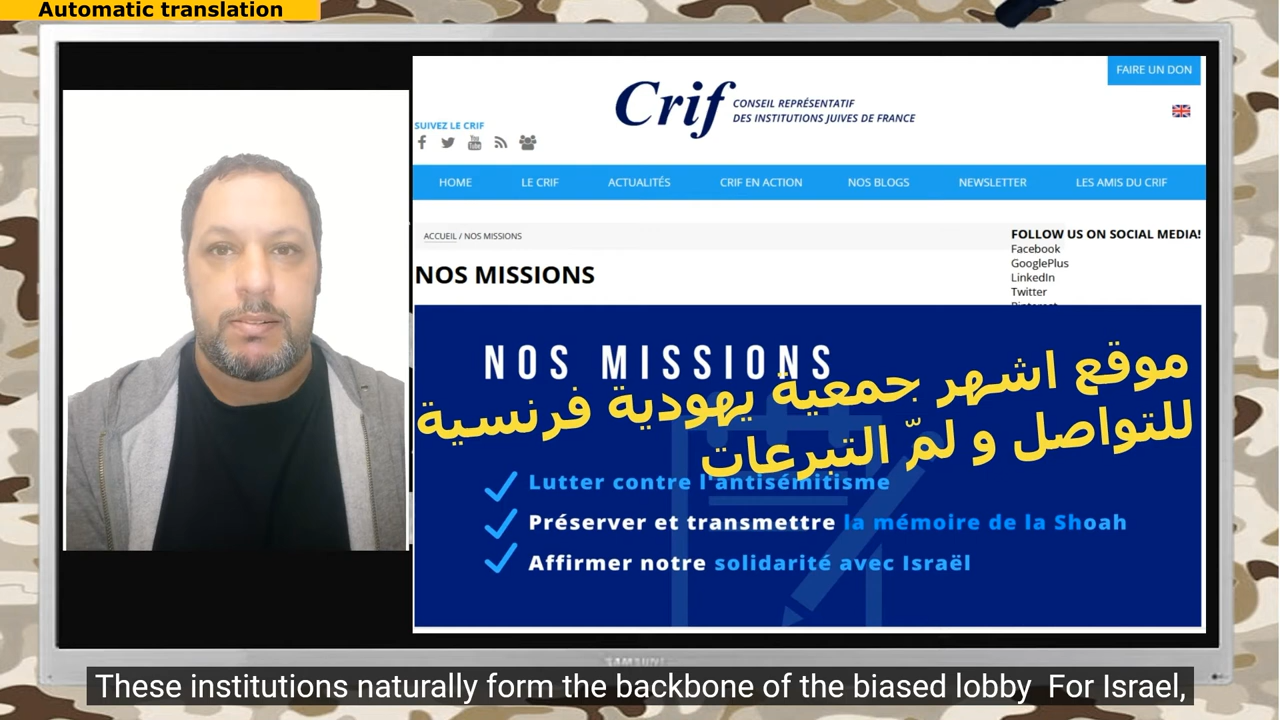 Automatic translation
FAIRE UN DON
Crif
CONSEIL REPRÉSENTATIF
DES INSTITUTIONS JUIVES DE FRANCE
SUIVEZ LE CRIF
HOME LE CRIF ACTUALITÉS CRIF EN ACTION NOS BLOGS NEWSLETTER LES AMIS DU CRIF
ACCUEIL / NOS MISSIONS
FOLLOW US ON SOCIAL MEDIA!
Facebook
GooglePlus
LinkedIn
Twitter
NOS MISSIONS
NOS MISSIONS
موقع اشهر جمعية يهودية فرنسية
للتواصل و لمّ التبرعات
Lutter contre l'antisémitisme
Préserver et transmettre la mémoire de la Shoah
Affirmer notre solidarité avec Israël
SAMSUNG
These institutions naturally form the backbone of the biased lobby For Israel,